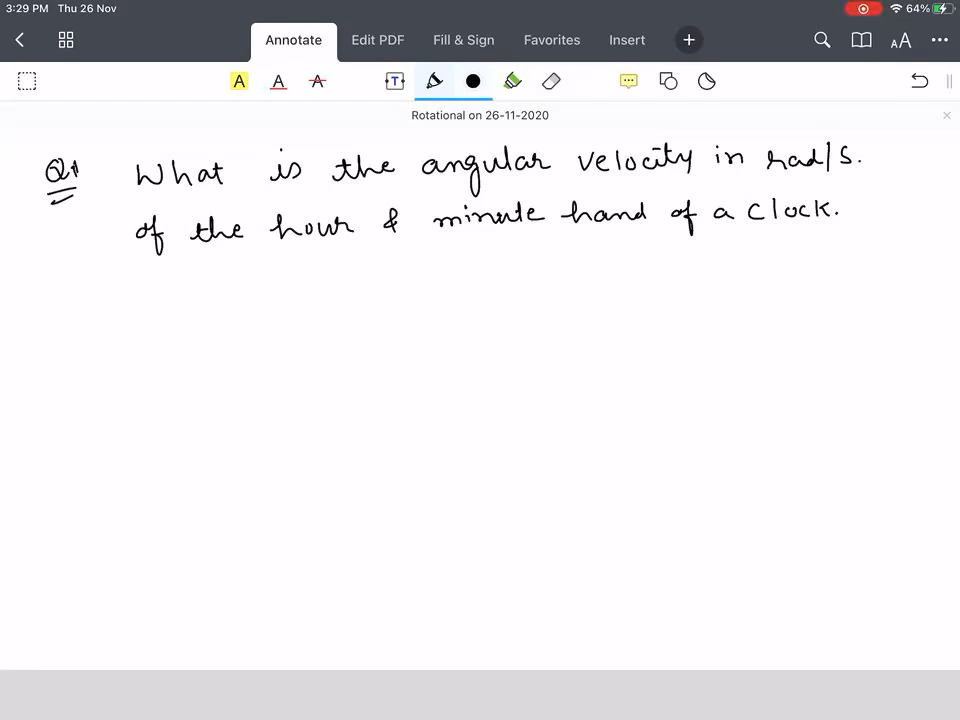 3:29 PM Thu 26 Nov
64%
Annotate Edit PDF Fill & Sign Favorites Insert
AA
A A A T
Rotational on 26-11-2020
Q1 What is the angular velocity in rad/s.
of the hour & minute hand of a clock.